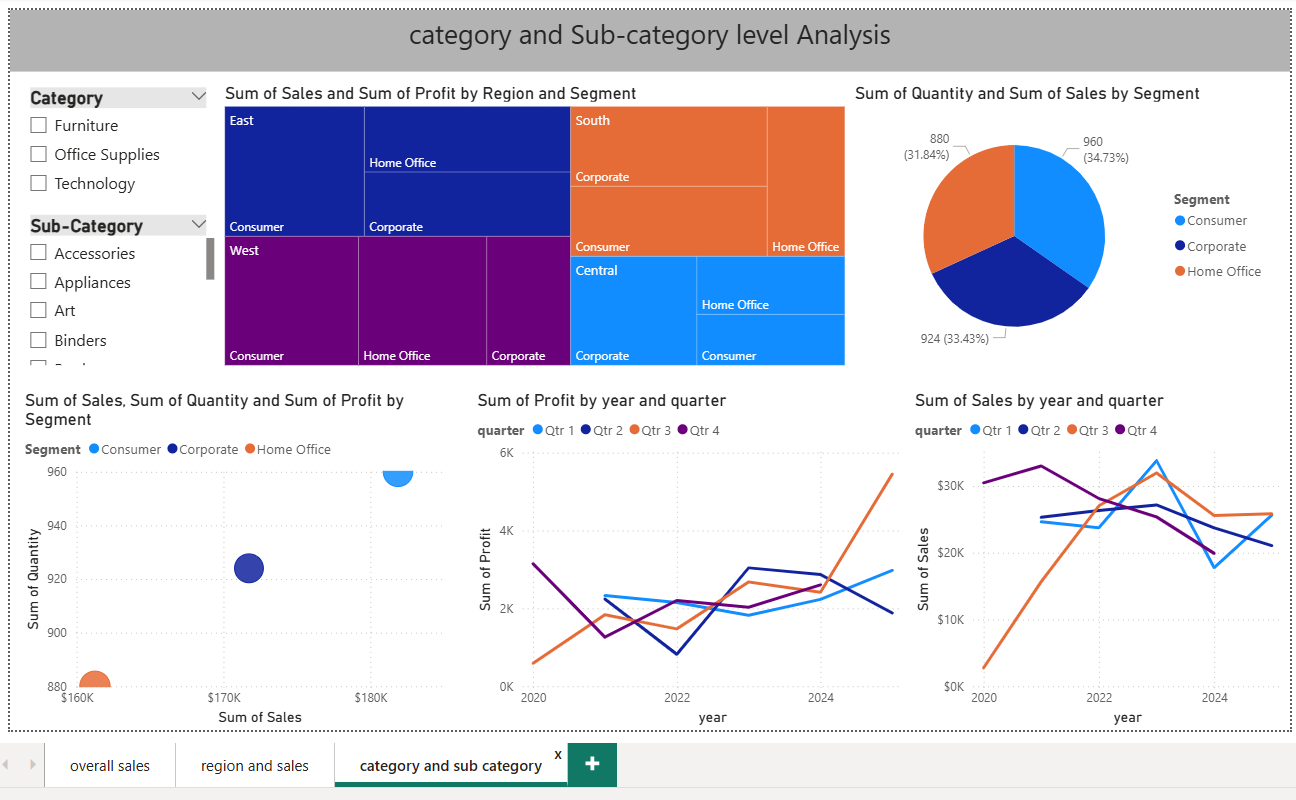 category and Sub-category level Analysis
Category
Furniture
Office Supplies
Technology
Sub-Category
Accessories
Appliances
Art
Binders
Sum of Sales and Sum of Profit by Region and Segment
East
Home Office
Consumer
Corporate
West
Consumer
Home Office
Corporate
South
Corporate
Consumer
Home Office
Central
Home Office
Corporate
Consumer
Sum of Quantity and Sum of Sales by Segment
880
(31.84%)
960
(34.73%)
924 (33.43%)
Segment
Consumer
Corporate
Home Office
Sum of Sales, Sum of Quantity and Sum of Profit by
Segment
Segment Consumer Corporate Home Office
960
940
920
900
880
Sum of Quantity
$160K $170K $180K
Sum of Sales
Sum of Profit by year and quarter
quarter Qtr 1 Qtr 2 Qtr 3 Qtr 4
6K
4K
2K
0K
Sum of Profit
2020 2022 2024
year
Sum of Sales by year and quarter
quarter Qtr 1 Qtr 2 Qtr 3 Qtr 4
$30K
$20K
$10K
$0K
Sum of Sales
2020 2022 2024
year
overall sales
region and sales
category and sub category
x
+